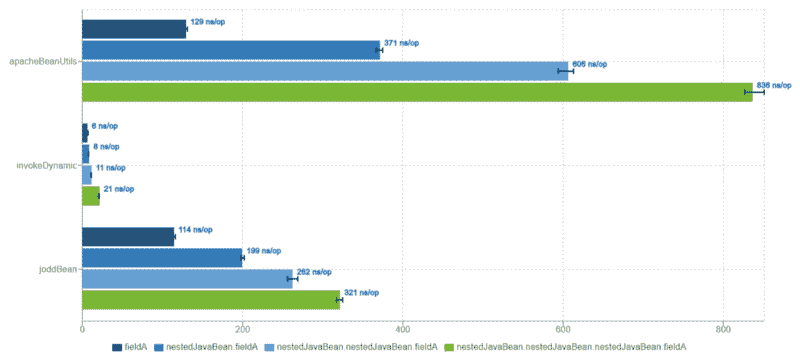 129 ns/op
371 ns/op
606 ns/op
836 ns/op
apacheBeanUtils
6 ns/op
8 ns/op
11 ns/op
21 ns/op
invokeDynamic
114 ns/op
199 ns/op
262 ns/op
321 ns/op
joddBean
0 200 400 600 800
fieldA nestedJavaBean.fieldA nestedJavaBean.nestedJavaBean.fieldA nestedJavaBean.nestedJavaBean.nestedJavaBean.fieldA